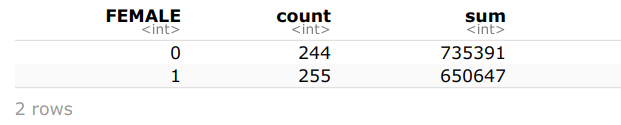 FEMALE count sum
<int> <int> <int>
0 244 735391
1 255 650647
2 rows